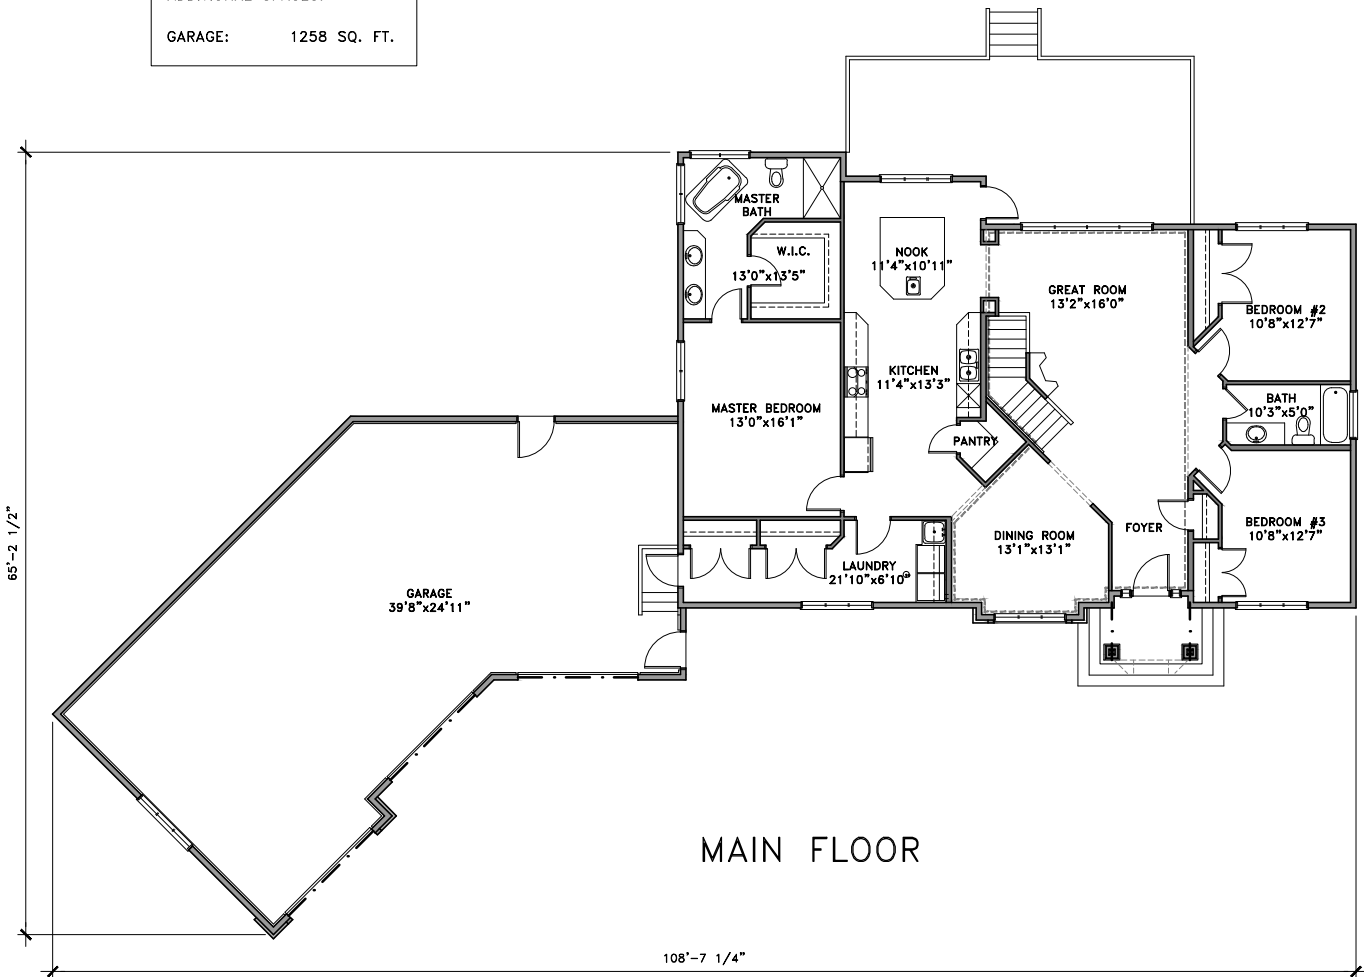 GARAGE: 1258 SQ. FT.
MASTER
BATH
W.I.C.
13'0"x13'5"
NOOK
11'4"x10'11"
GREAT ROOM
13'2"x16'0"
BEDROOM #2
10'8"x12'7"
KITCHEN
11'4"x13'3"
MASTER BEDROOM
13'0"x16'1"
BATH
10'3"x5'0"
PANTRY
DINING ROOM
13'1"x13'1"
FOYER
BEDROOM #3
10'8"x12'7"
LAUNDRY
21'10"x6'10"
GARAGE
39'8"x24'11"
65'-2 1/2"
MAIN FLOOR
108'-7 1/4"